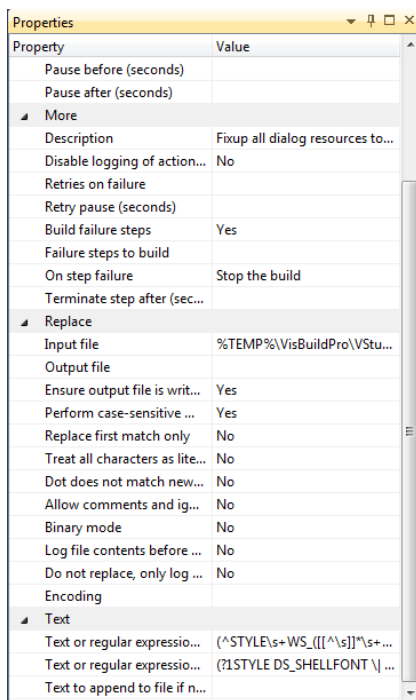 Properties
Property Value
Pause before (seconds)
Pause after (seconds)
More
Description Fixup all dialog resources to...
Disable logging of action... No
Retries on failure
Retry pause (seconds)
Build failure steps Yes
Failure steps to build
On step failure Stop the build
Terminate step after (sec...
Replace
Input file %TEMP%\VisBuildPro\VStu...
Output file
Ensure output file is writ... Yes
Perform case-sensitive ... Yes
Replace first match only No
Treat all characters as lite... No
Dot does not match new... No
Allow comments and ig... No
Binary mode No
Log file contents before ... No
Do not replace, only log ... No
Encoding
Text
Text or regular expressio... (^STYLE\s+WS_([[^\s]]*\s+...
Text or regular expressio... (?1STYLE DS_SHELLFONT \| ...
Text to append to file if n...